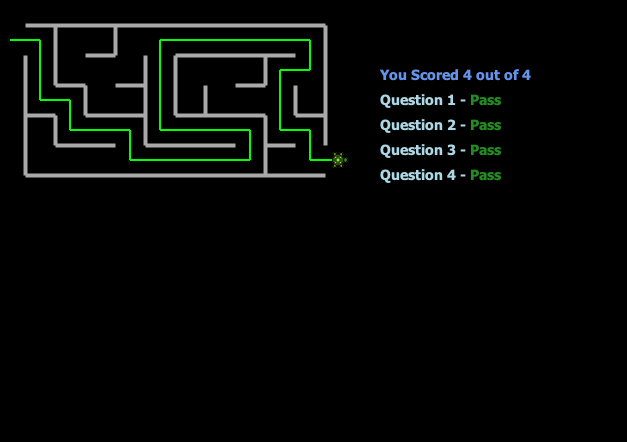 You Scored 4 out of 4
Question 1 - Pass
Question 2 - Pass
Question 3 - Pass
Question 4 - Pass